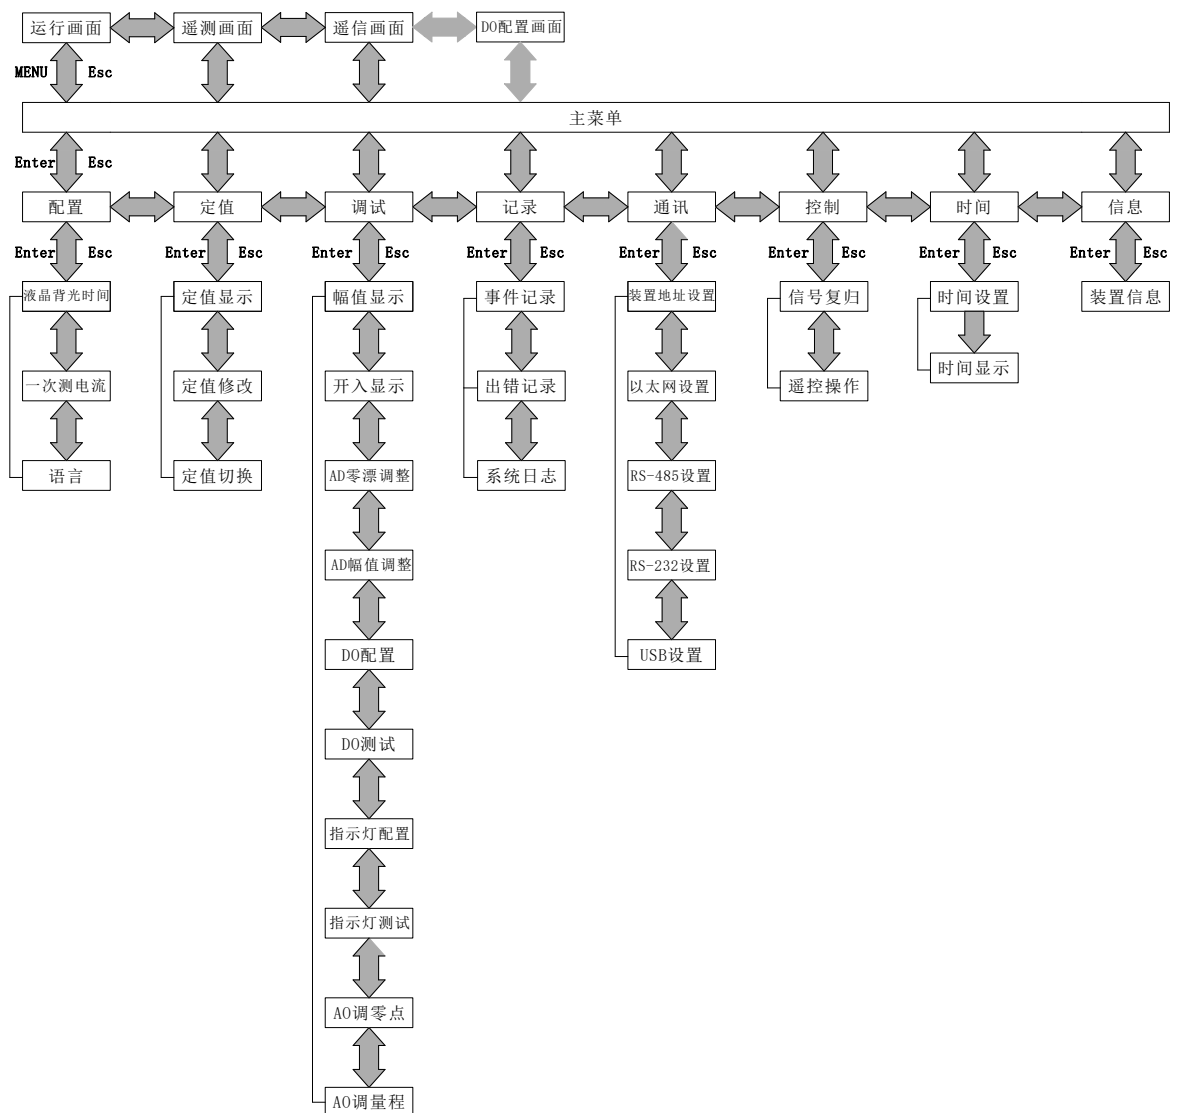 运行画面 遥测画面 遥信画面 DO配置画面
MENU Esc
主菜单
Enter Esc
配置 定值 调试 记录 通讯 控制 时间 信息
Enter Esc Enter Esc Enter Esc Enter Esc Enter Esc Enter Esc Enter Esc Enter Esc
液晶背光时间 定值显示 幅值显示 事件记录 装置地址设置 信号复归 时间设置 装置信息
时间显示
一次测电流 定值修改 开入显示 出错记录 以太网设置 遥控操作
语言 定值切换 AD零漂调整 系统日志 RS-485设置
AD幅值调整 RS-232设置
DO配置 USB设置
DO测试
指示灯配置
指示灯测试
AO调零点
AO调量程